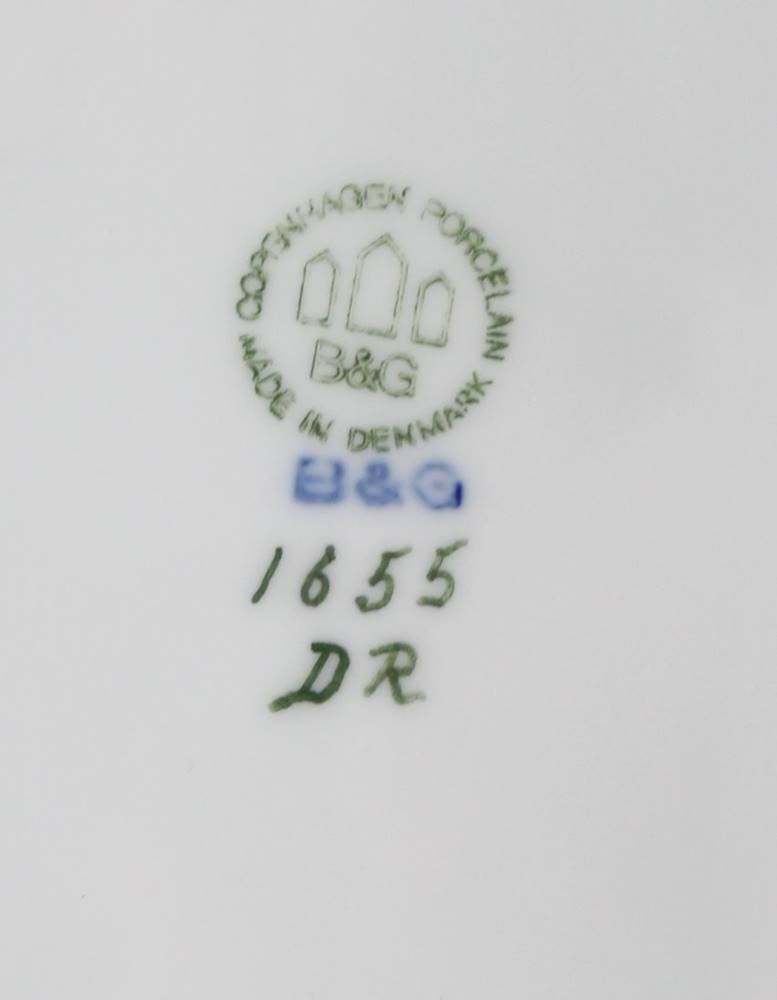 COPENHAGEN PORCELAIN
B&G
MADE IN DENMARK
B&G
1655
DR